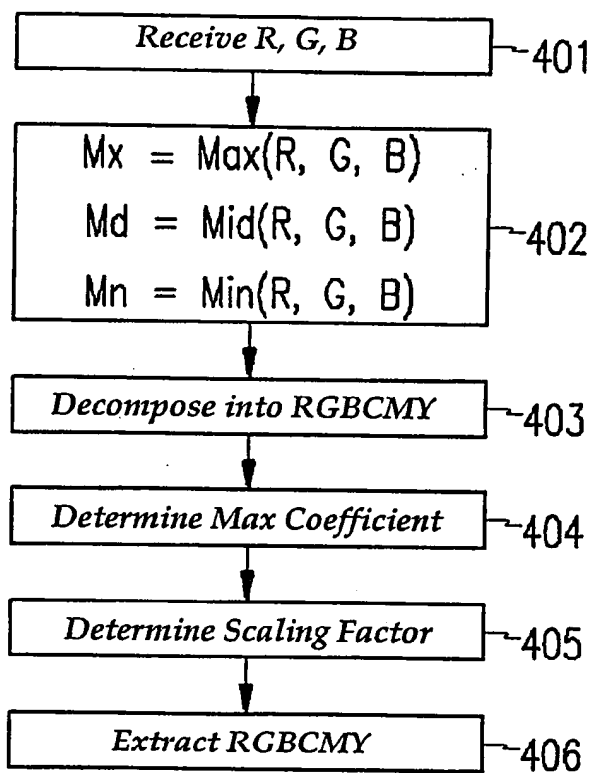 Receive R, G, B
401
Mx = Max(R, G, B)
Md = Mid(R, G, B)
Mn = Min(R, G, B)
402
Decompose into RGBCMY
403
Determine Max Coefficient
404
Determine Scaling Factor
405
Extract RGBCMY
406